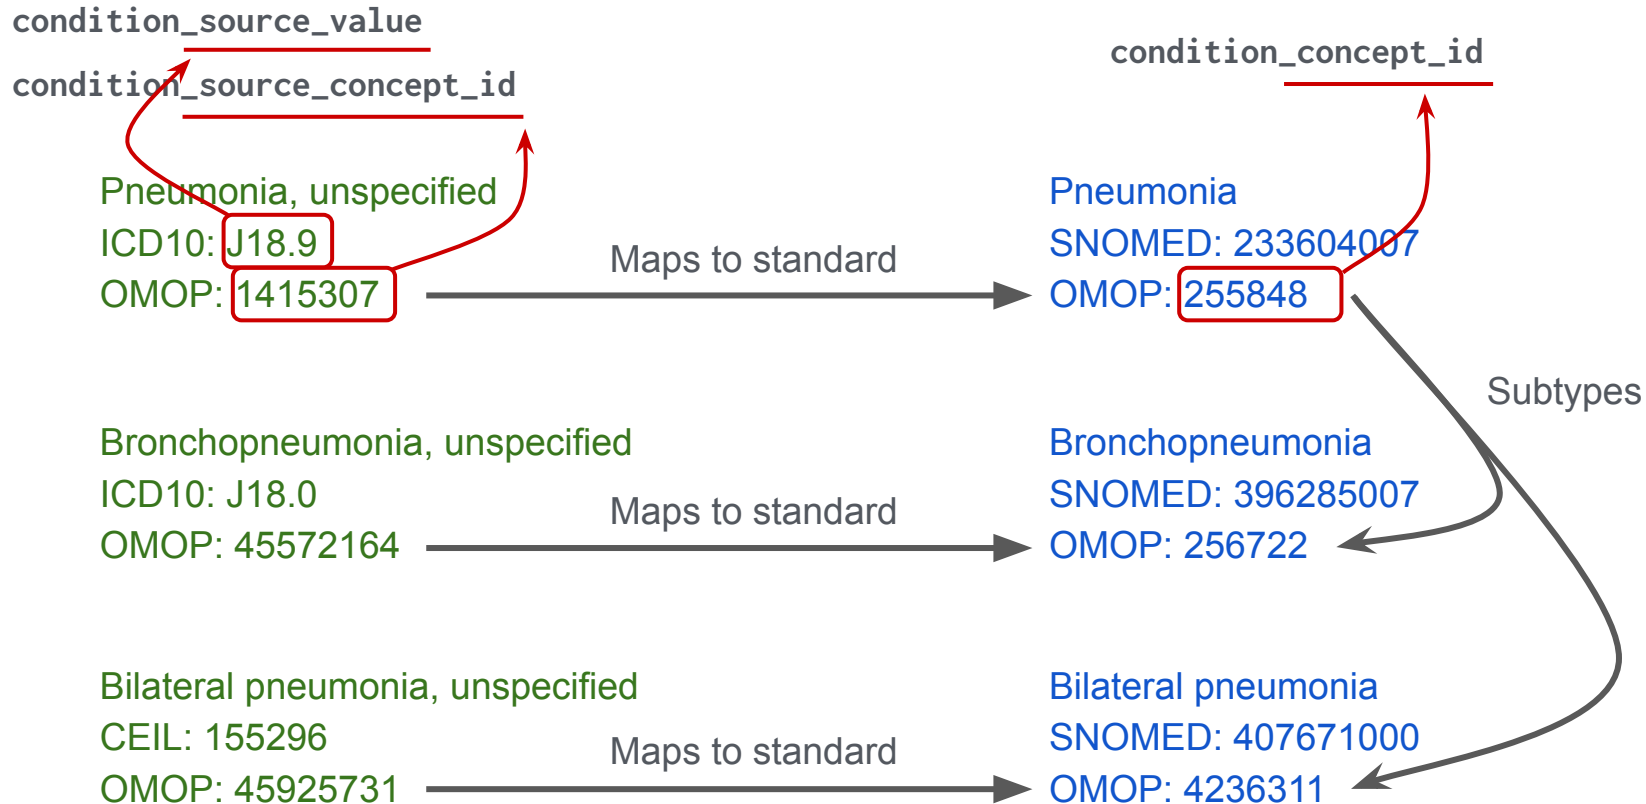 condition_source_value
condition_source_concept_id
condition_concept_id
Pneumonia, unspecified
ICD10: J18.9
OMOP: 1415307
Maps to standard
Pneumonia
SNOMED: 233604007
OMOP: 255848
Subtypes
Bronchopneumonia, unspecified
ICD10: J18.0
OMOP: 45572164
Maps to standard
Bronchopneumonia
SNOMED: 396285007
OMOP: 256722
Bilateral pneumonia, unspecified
CEIL: 155296
OMOP: 45925731
Maps to standard
Bilateral pneumonia
SNOMED: 407671000
OMOP: 4236311